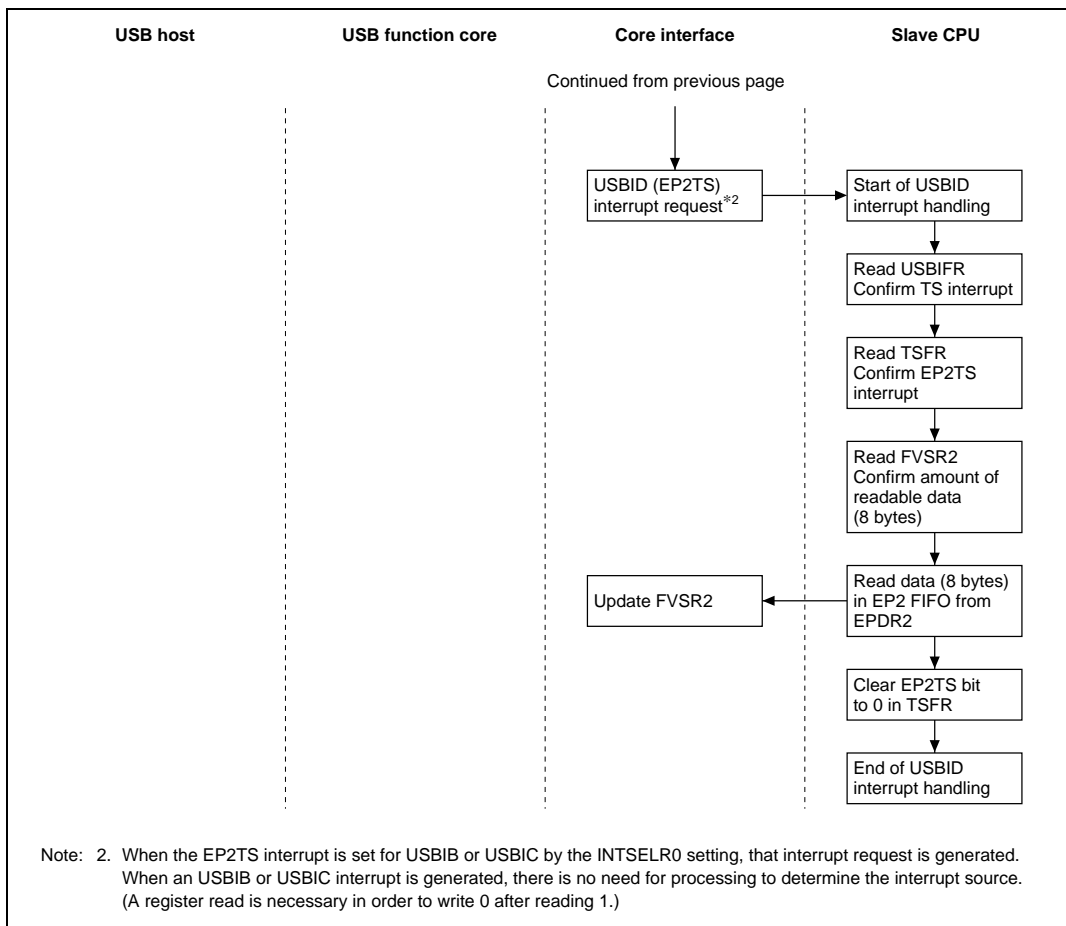 USB host
USB function core
Core interface
Slave CPU
Continued from previous page
USBID (EP2TS)
interrupt request*2
Start of USBID
interrupt handling
Read USBIFR
Confirm TS interrupt
Read TSFR
Confirm EP2TS
interrupt
Read FVSR2
Confirm amount of
readable data
(8 bytes)
Update FVSR2
Read data (8 bytes)
in EP2 FIFO from
EPDR2
Clear EP2TS bit
to 0 in TSFR
End of USBID
interrupt handling
Note: 2. When the EP2TS interrupt is set for USBIB or USBIC by the INTSELR0 setting, that interrupt request is generated.
When an USBIB or USBIC interrupt is generated, there is no need for processing to determine the interrupt source.
(A register read is necessary in order to write 0 after reading 1.)